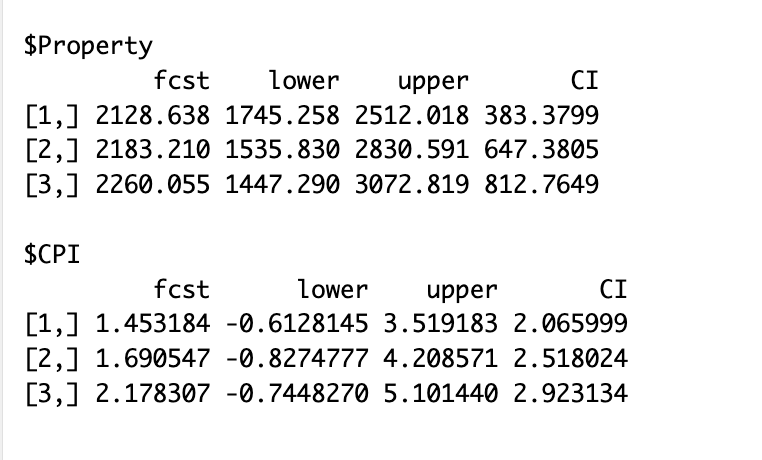 $Property
         fcst    lower    upper       CI
[1,] 2128.638 1745.258 2512.018 383.3799
[2,] 2183.210 1535.830 2830.591 647.3805
[3,] 2260.055 1447.290 3072.819 812.7649
$CPI
         fcst      lower    upper       CI
[1,] 1.453184 -0.6128145 3.519183 2.065999
[2,] 1.690547 -0.8274777 4.208571 2.518024
[3,] 2.178307 -0.7448270 5.101440 2.923134